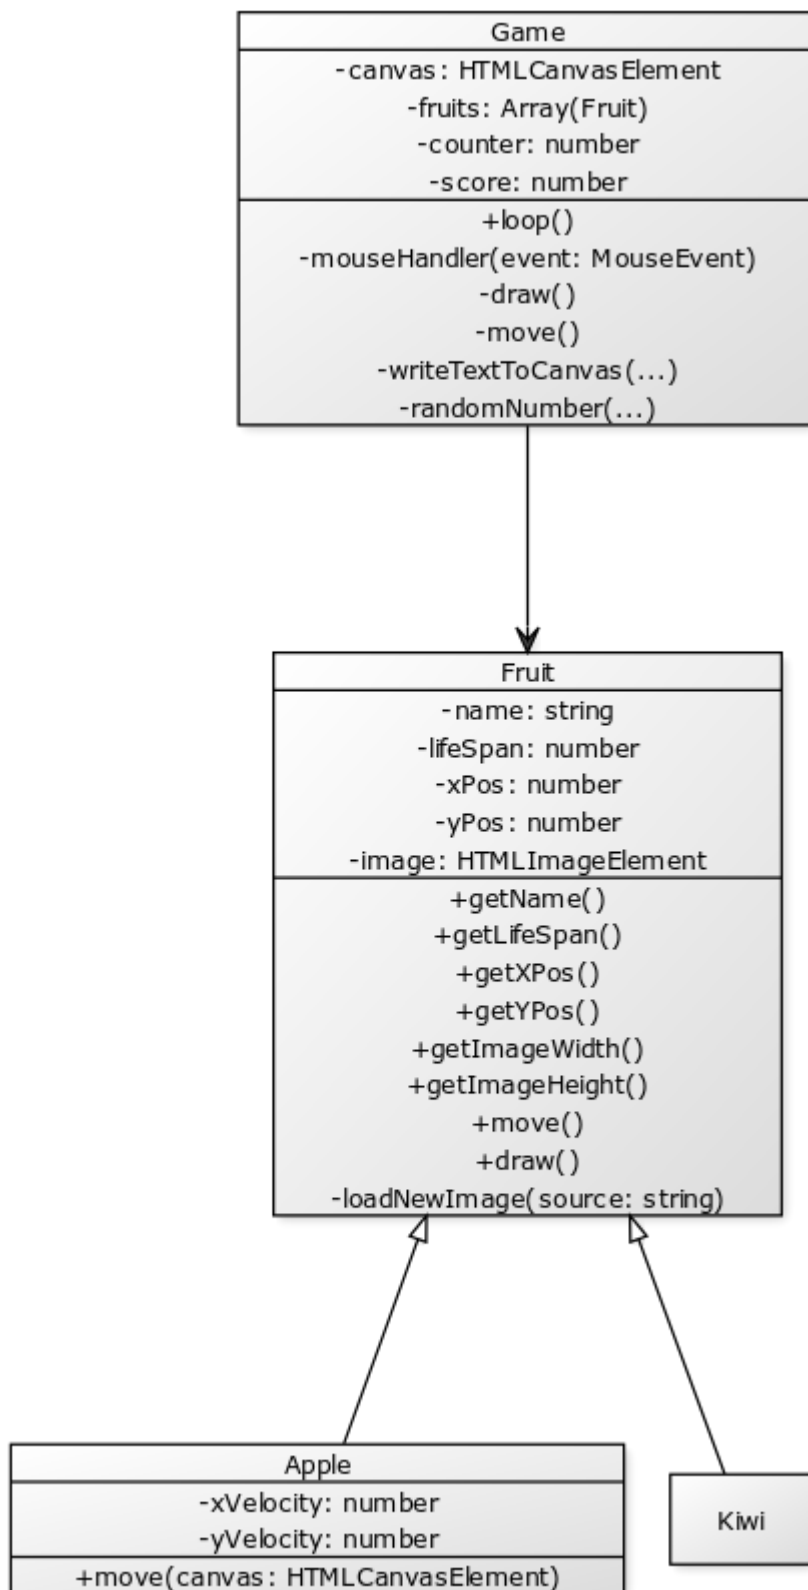 Game
-canvas: HTMLCanvasElement
-fruits: Array(Fruit)
-counter: number
-score: number
+loop()
-mouseHandler(event: MouseEvent)
-draw()
-move()
-writeTextToCanvas(...)
-randomNumber(...)
Fruit
-name: string
-lifeSpan: number
-xPos: number
-yPos: number
-image: HTMLImageElement
+getName()
+getLifeSpan()
+getXPos()
+getYPos()
+getImageWidth()
+getImageHeight()
+move()
+draw()
-loadNewImage(source: string)
Apple
-xVelocity: number
-yVelocity: number
+move(canvas: HTMLCanvasElement)
Kiwi